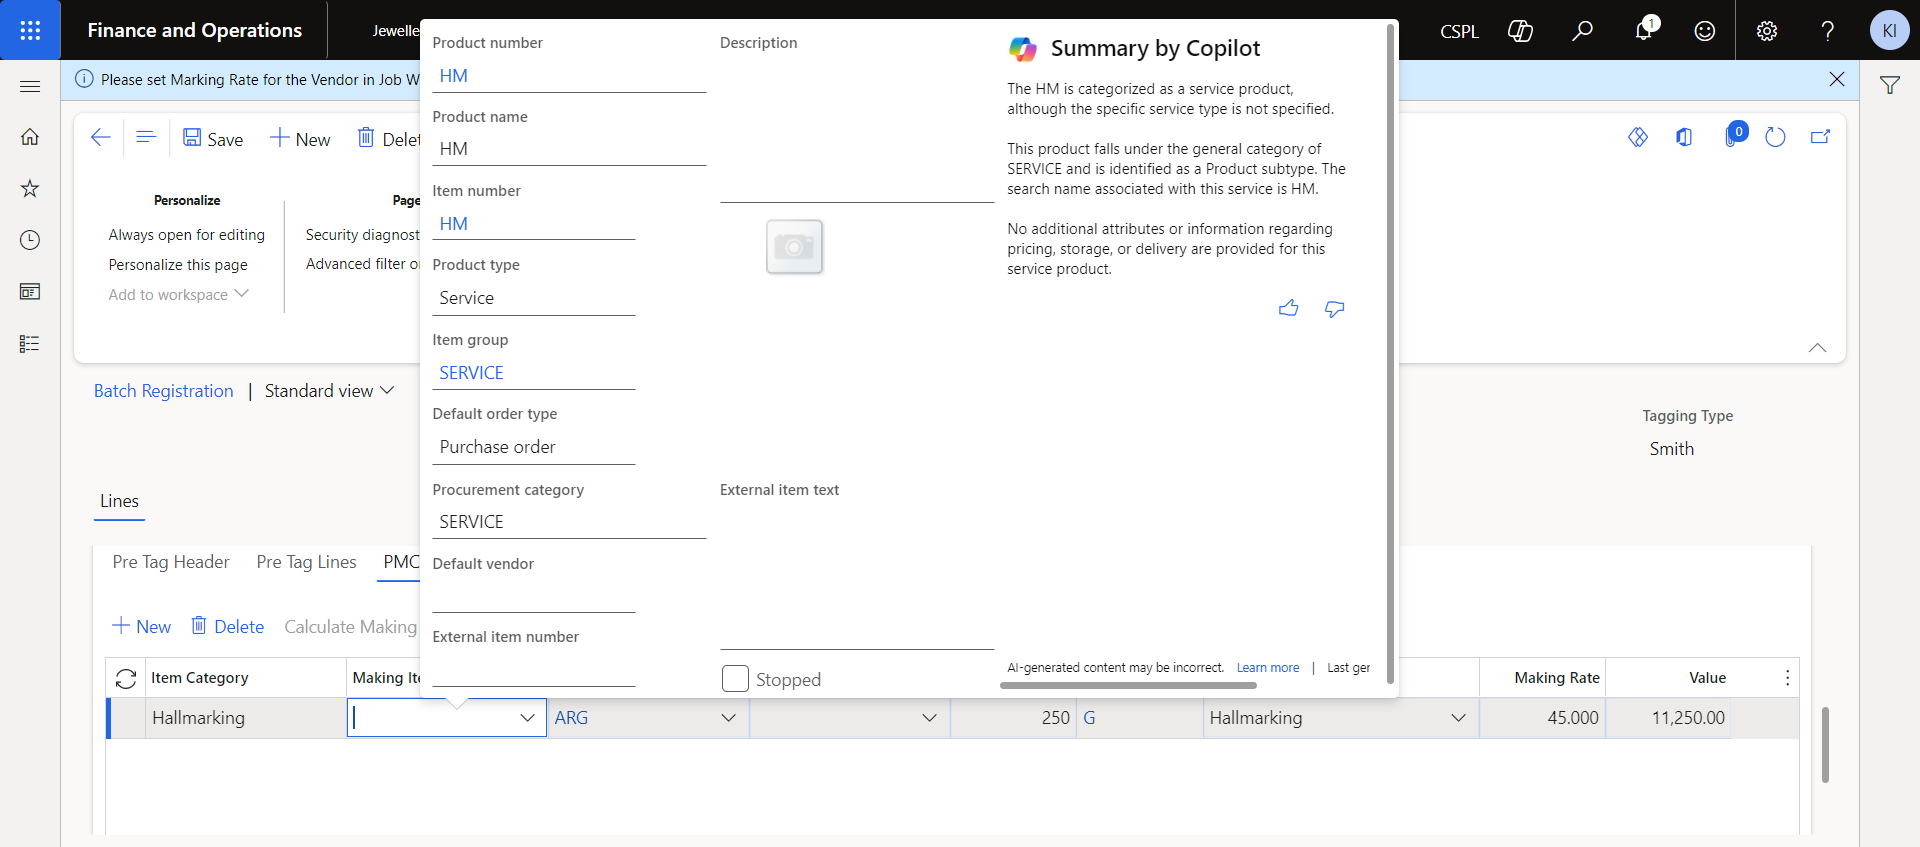 Finance and Operations
Jewelle
CSPL
1
?
KI
Please set Marking Rate for the Vendor in Job W
Save
New
Delet
0
Personalize
Page
Always open for editing
Security diagnost
Personalize this page
Advanced filter o
Add to workspace
Batch Registration | Standard view
Tagging Type
Smith
Lines
Pre Tag Header
Pre Tag Lines
PMC
New
Delete
Calculate Making
Product number
HM
Product name
HM
Item number
HM
Product type
Service
Item group
SERVICE
Default order type
Purchase order
Procurement category
SERVICE
Default vendor
External item number
Description
External item text
Stopped
Summary by Copilot
The HM is categorized as a service product,
although the specific service type is not specified.
This product falls under the general category of
SERVICE and is identified as a Product subtype. The
search name associated with this service is HM.
No additional attributes or information regarding
pricing, storage, or delivery are provided for this
service product.
AI-generated content may be incorrect. Learn more | Last ger
Item Category
Making Ite
Making Rate
Value
Hallmarking
ARG
250
G
Hallmarking
45.000
11,250.00